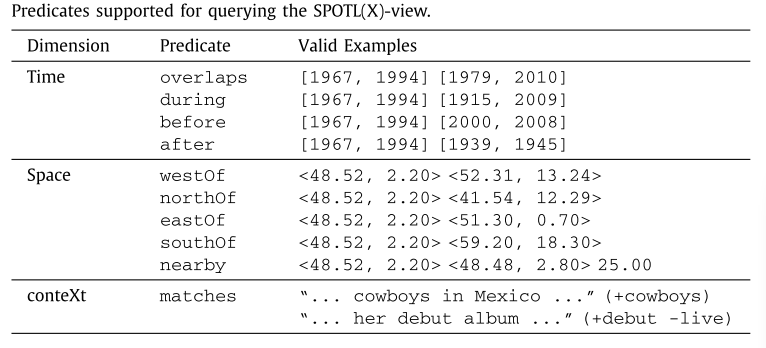 Predicates supported for querying the SPOTL(X)-view.
Dimension Predicate Valid Examples
Time overlaps [1967, 1994] [1979, 2010]
during [1967, 1994] [1915, 2009]
before [1967, 1994] [2000, 2008]
after [1967, 1994] [1939, 1945]
Space westOf <48.52, 2.20> <52.31, 13.24>
northOf <48.52, 2.20> <41.54, 12.29>
eastOf <48.52, 2.20> <51.30, 0.70>
southOf <48.52, 2.20> <59.20, 18.30>
nearby <48.52, 2.20> <48.48, 2.80> 25.00
conteXt matches "... cowboys in Mexico ..." (+cowboys)
"... her debut album ..." (+debut -live)